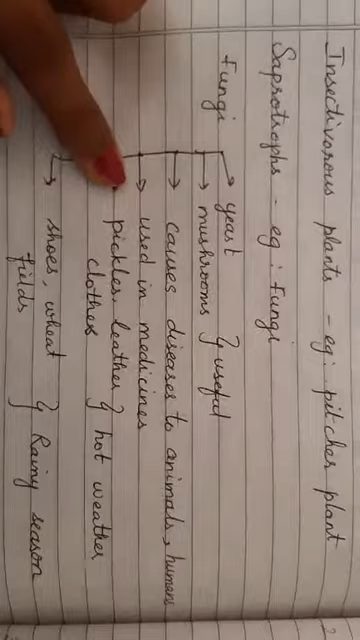 Insectivorous plants - eg: pitcher plant
Saprotrophs - eg: Fungi
Fungi
→ yeast
→ mushrooms } useful
→ causes diseases to animals, humans
→ used in medicines
pickles, leather } hot weather
clothes
→ shoes, wheat } Rainy season
fields